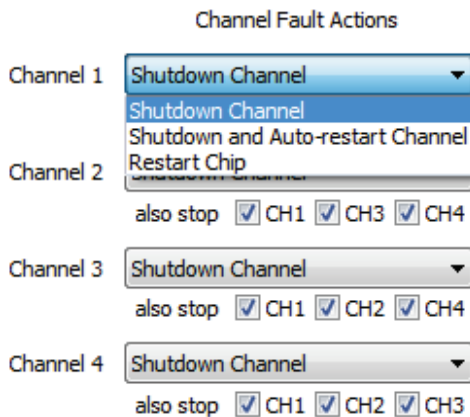 Channel Fault Actions
Channel 1 Shutdown Channel
Shutdown Channel
Shutdown and Auto-restart Channel
Restart Chip
Channel 2 Shutdown Channel
also stop CH1 CH3 CH4
Channel 3 Shutdown Channel
also stop CH1 CH2 CH4
Channel 4 Shutdown Channel
also stop CH1 CH2 CH3